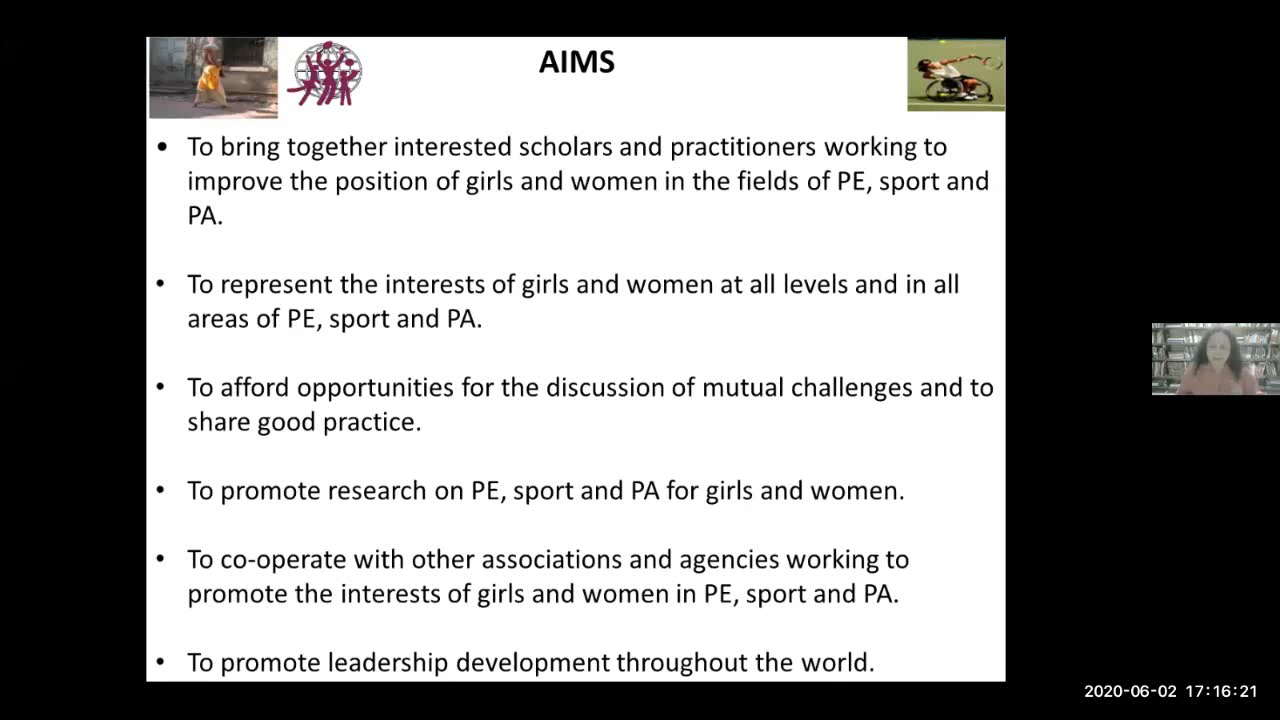 AIMS
• To bring together interested scholars and practitioners working to
improve the position of girls and women in the fields of PE, sport and
PA.
• To represent the interests of girls and women at all levels and in all
areas of PE, sport and PA.
• To afford opportunities for the discussion of mutual challenges and to
share good practice.
• To promote research on PE, sport and PA for girls and women.
• To co-operate with other associations and agencies working to
promote the interests of girls and women in PE, sport and PA.
• To promote leadership development throughout the world.
2020-06-02 17:16:21